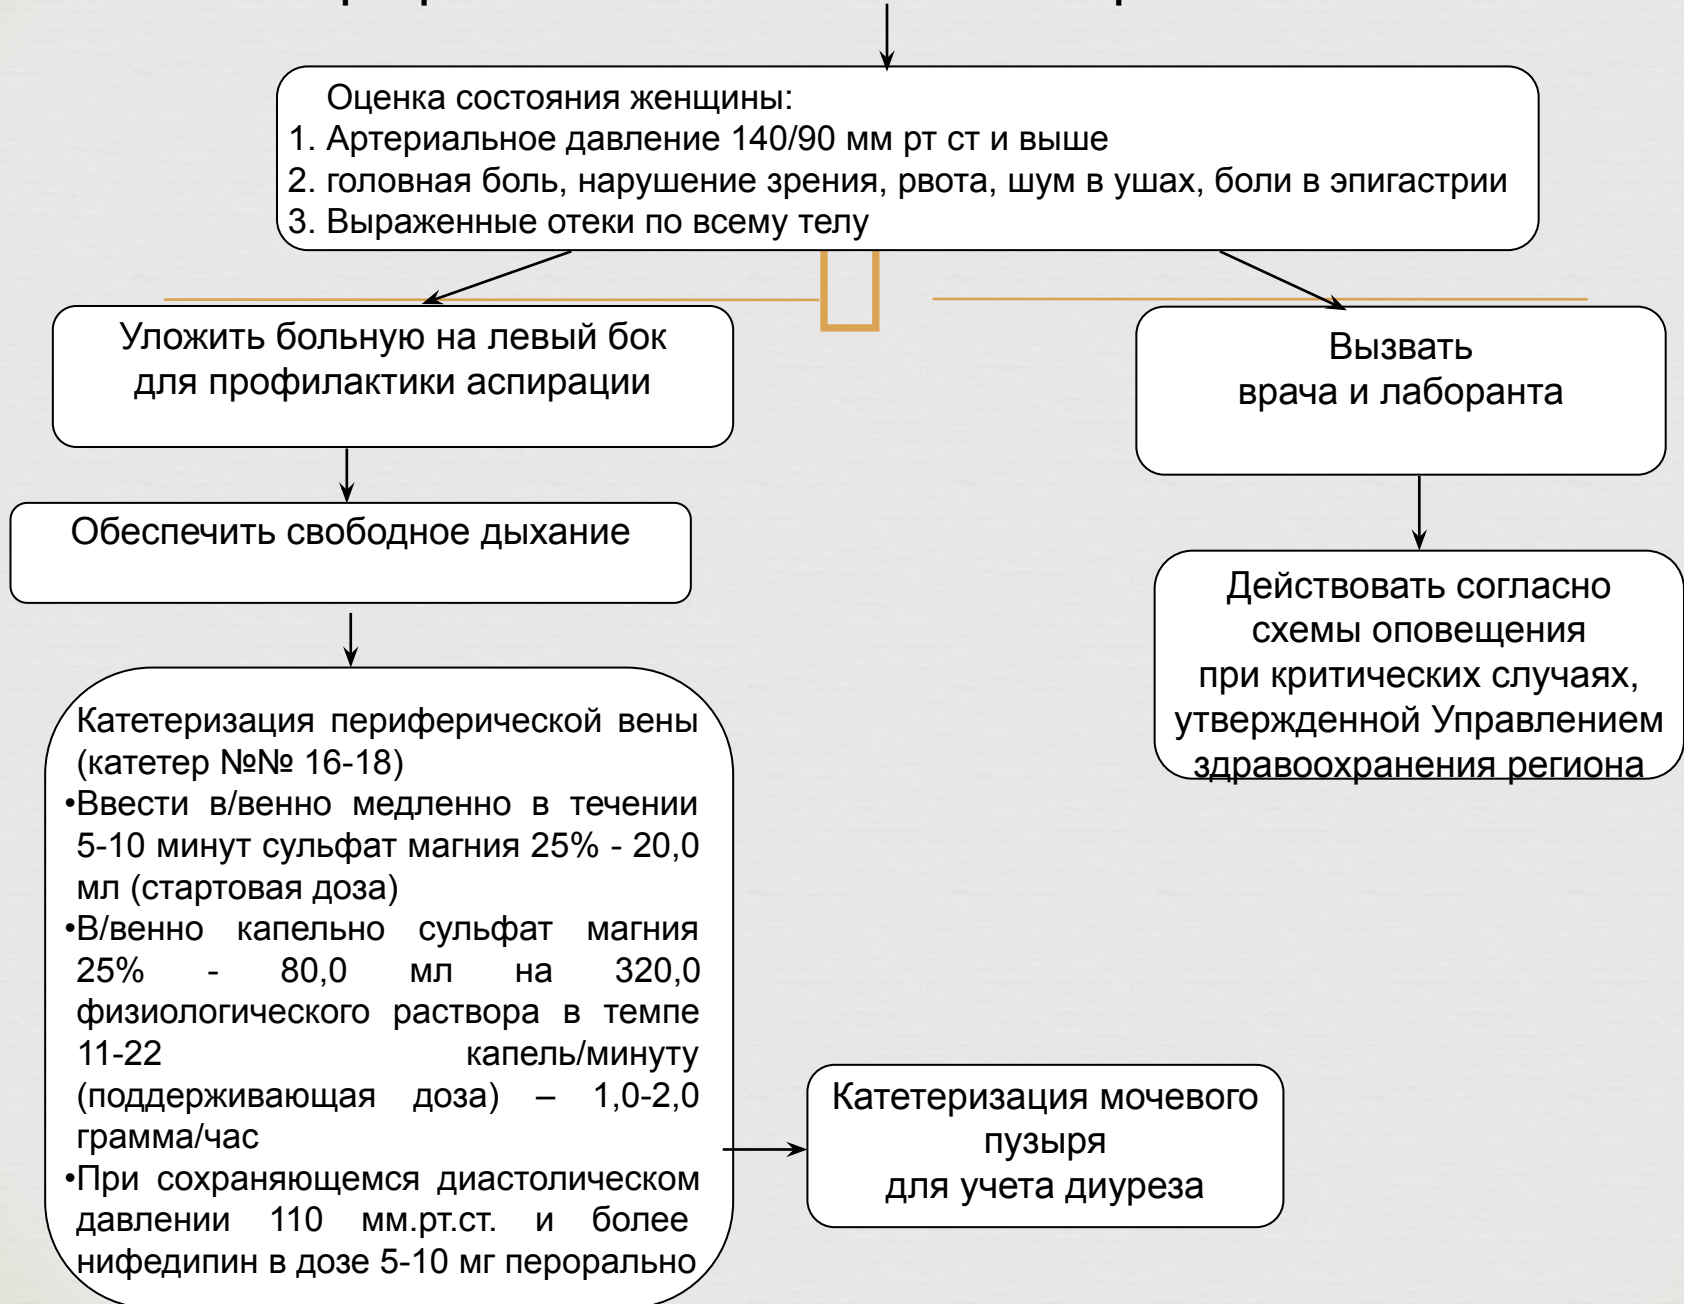 Оценка состояния женщины:
1. Артериальное давление 140/90 мм рт ст и выше
2. головная боль, нарушение зрения, рвота, шум в ушах, боли в эпигастрии
3. Выраженные отеки по всему телу
Уложить больную на левый бок
для профилактики аспирации
Вызвать
врача и лаборанта
Обеспечить свободное дыхание
Действовать согласно
схемы оповещения
при критических случаях,
утвержденной Управлением
здравоохранения региона
Катетеризация периферической вены
(катетер №№ 16-18)
•Ввести в/венно медленно в течении
5-10 минут сульфат магния 25% - 20,0
мл (стартовая доза)
•В/венно капельно сульфат магния
25% - 80,0 мл на 320,0
физиологического раствора в темпе
11-22 капель/минуту
(поддерживающая доза) – 1,0-2,0
грамма/час
•При сохраняющемся диастолическом
давлении 110 мм.рт.ст. и более
нифедипин в дозе 5-10 мг перорально
Катетеризация мочевого
пузыря
для учета диуреза